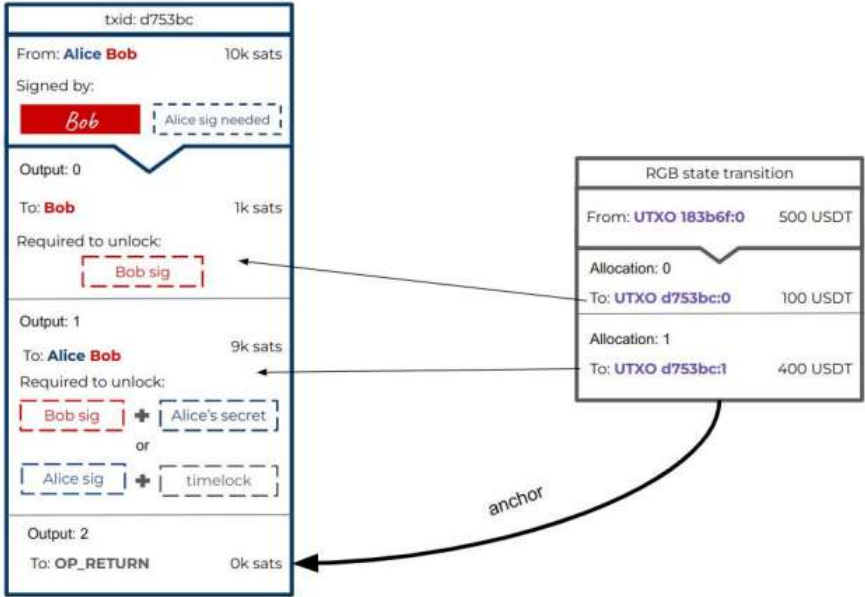 txid: d753bc
From: Alice Bob 10k sats
Signed by:
Bob Alice sig needed
Output: 0
To: Bob 1k sats
Required to unlock:
Bob sig
Output: 1
To: Alice Bob 9k sats
Required to unlock:
Bob sig + Alice's secret
or
Alice sig + timelock
Output: 2
To: OP_RETURN 0k sats
RGB state transition
From: UTXO 183b6f:0 500 USDT
Allocation: 0
To: UTXO d753bc:0 100 USDT
Allocation: 1
To: UTXO d753bc:1 400 USDT
anchor